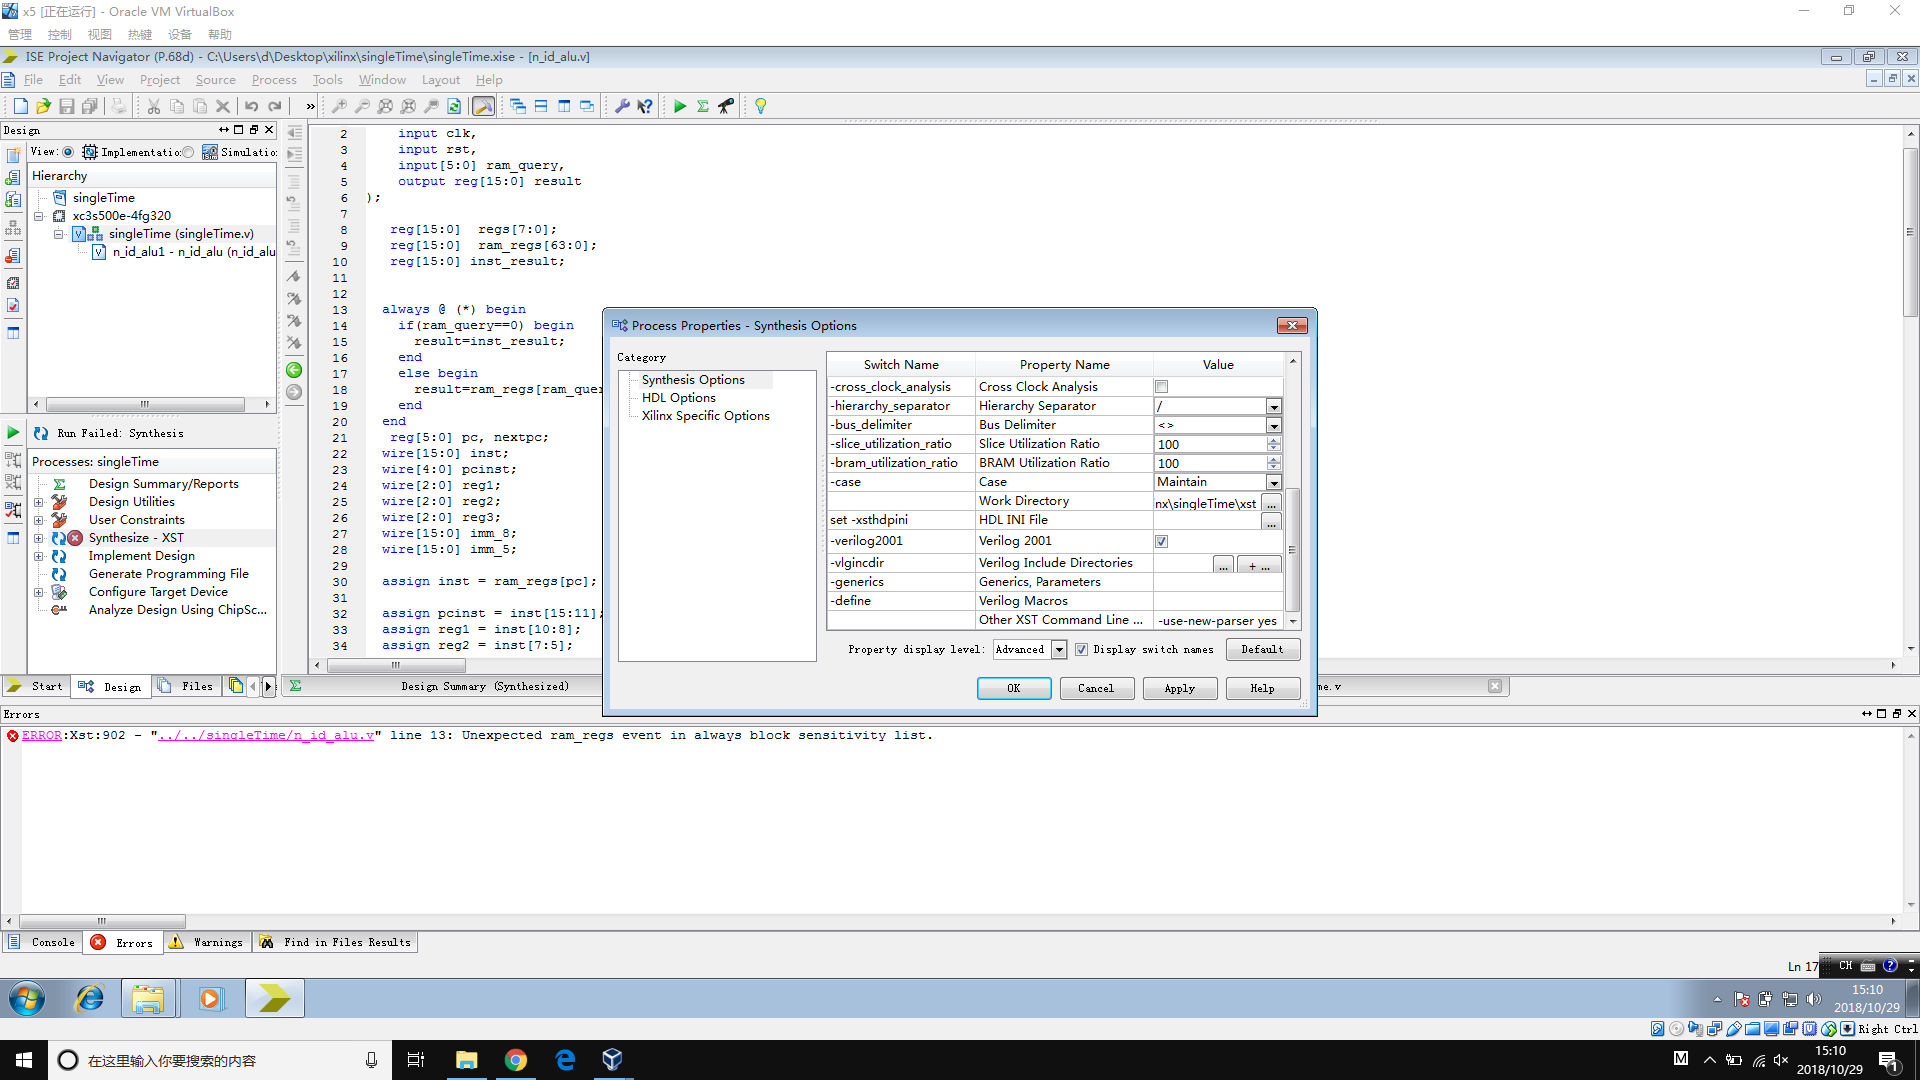 x5 [正在运行] - Oracle VM VirtualBox
管理 控制 视图 热键 设备 帮助
ISE Project Navigator (P.68d) - C:\Users\d\Desktop\xilinx\singleTime\singleTime.xise - [n_id_alu.v]
File Edit View Project Source Process Tools Window Layout Help
Design
View: Implementatio: Simulatio:
Hierarchy
singleTime
xc3s500e-4fg320
singleTime (singleTime.v)
n_id_alu1 - n_id_alu (n_id_alu
Run Failed: Synthesis
Processes: singleTime
Design Summary/Reports
Design Utilities
User Constraints
Synthesize - XST
Implement Design
Generate Programming File
Configure Target Device
Analyze Design Using ChipSc...
Start Design Files
2 input clk,
3 input rst,
4 input[5:0] ram_query,
5 output reg[15:0] result
6 );
7
8 reg[15:0] regs[7:0];
9 reg[15:0] ram_regs[63:0];
10 reg[15:0] inst_result;
11
12
13 always @ (*) begin
14 if(ram_query==0) begin
15 result=inst_result;
16 end
17 else begin
18 result=ram_regs[ram_que
19 end
20 end
21 reg[5:0] pc, nextpc;
22 wire[15:0] inst;
23 wire[4:0] pcinst;
24 wire[2:0] reg1;
25 wire[2:0] reg2;
26 wire[2:0] reg3;
27 wire[15:0] imm_8;
28 wire[15:0] imm_5;
29
30 assign inst = ram_regs[pc];
31
32 assign pcinst = inst[15:11];
33 assign reg1 = inst[10:8];
34 assign reg2 = inst[7:5];
Design Summary (Synthesized)
me.v
Process Properties - Synthesis Options
Category
Synthesis Options
HDL Options
Xilinx Specific Options
Switch Name Property Name Value
-cross_clock_analysis Cross Clock Analysis
-hierarchy_separator Hierarchy Separator /
-bus_delimiter Bus Delimiter <>
-slice_utilization_ratio Slice Utilization Ratio 100
-bram_utilization_ratio BRAM Utilization Ratio 100
-case Case Maintain
Work Directory nx\singleTime\xst ...
set -xsthdpini HDL INI File ...
-verilog2001 Verilog 2001
-vlgincdir Verilog Include Directories ... + ...
-generics Generics, Parameters
-define Verilog Macros
Other XST Command Line ... -use-new-parser yes
Property display level: Advanced Display switch names Default
OK Cancel Apply Help
Errors
ERROR:Xst:902 - "../../singleTime/n_id_alu.v" line 13: Unexpected ram_regs event in always block sensitivity list.
Console Errors Warnings Find in Files Results
Ln 17
CH
15:10
2018/10/29
Right Ctrl
在这里输入你要搜索的内容
M
15:10
2018/10/29
1